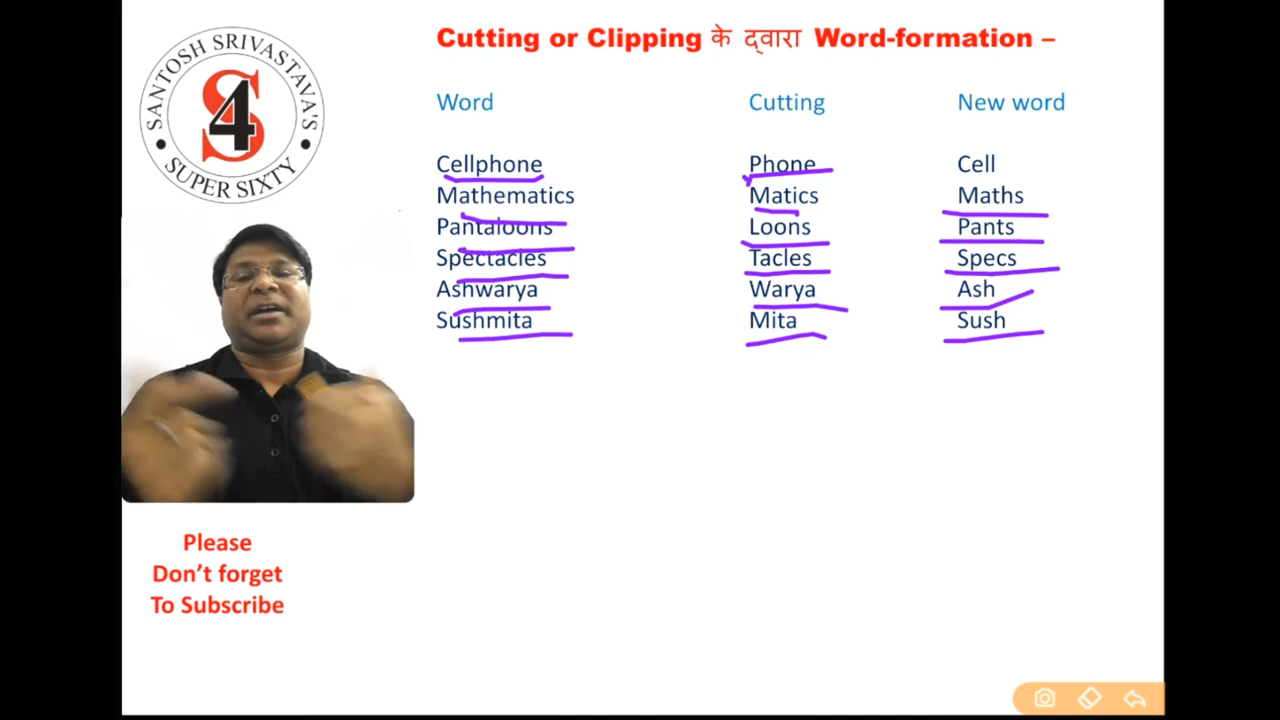 SANTOSH SRIVASTAVA'S
S4
SUPER SIXTY
Cutting or Clipping के द्वारा Word-formation –
Word Cutting New word
Cellphone Phone Cell
Mathematics Matics Maths
Pantaloons Loons Pants
Spectacles Tacles Specs
Ashwarya Warya Ash
Sushmita Mita Sush
Please
Don't forget
To Subscribe